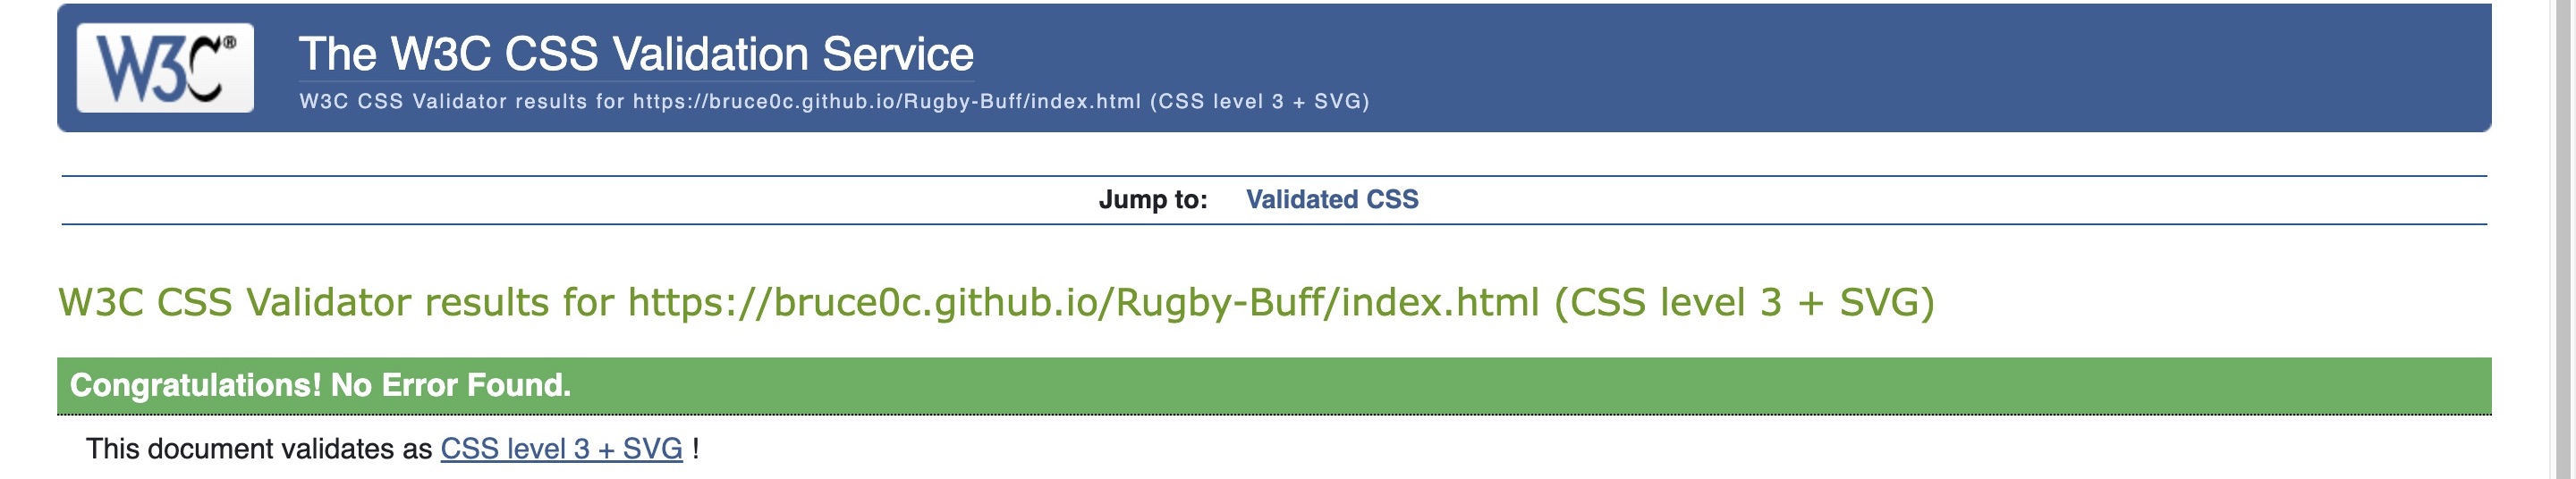 W3C®
The W3C CSS Validation Service
W3C CSS Validator results for https://bruce0c.github.io/Rugby-Buff/index.html (CSS level 3 + SVG)
Jump to: Validated CSS
W3C CSS Validator results for https://bruce0c.github.io/Rugby-Buff/index.html (CSS level 3 + SVG)
Congratulations! No Error Found.
This document validates as CSS level 3 + SVG !